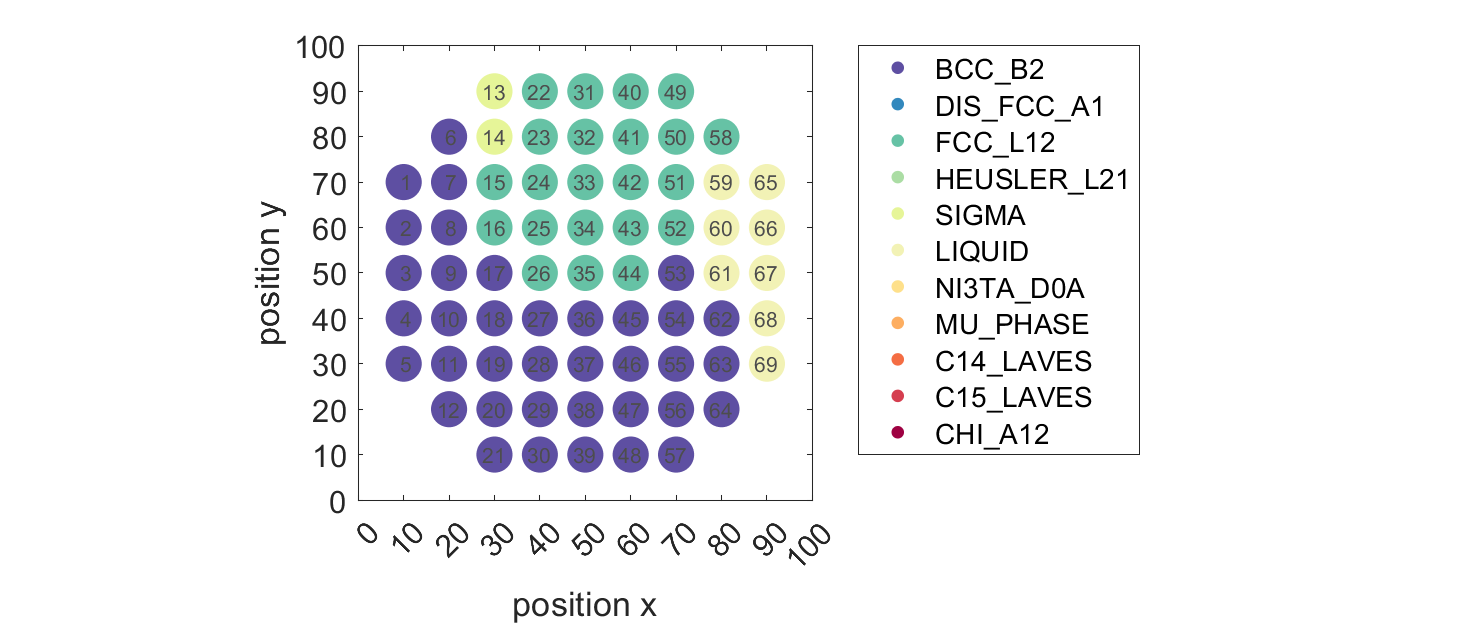 100
90
80
70
60
50
40
30
20
10
0
position y
13 22 31 40 49
6 14 23 32 41 50 58
1 7 15 24 33 42 51 59 65
2 8 16 25 34 43 52 60 66
3 9 17 26 35 44 53 61 67
4 10 18 27 36 45 54 62 68
5 11 19 28 37 46 55 63 69
12 20 29 38 47 56 64
21 30 39 48 57
0 10 20 30 40 50 60 70 80 90 100
position x
BCC_B2
DIS_FCC_A1
FCC_L12
HEUSLER_L21
SIGMA
LIQUID
NI3TA_D0A
MU_PHASE
C14_LAVES
C15_LAVES
CHI_A12